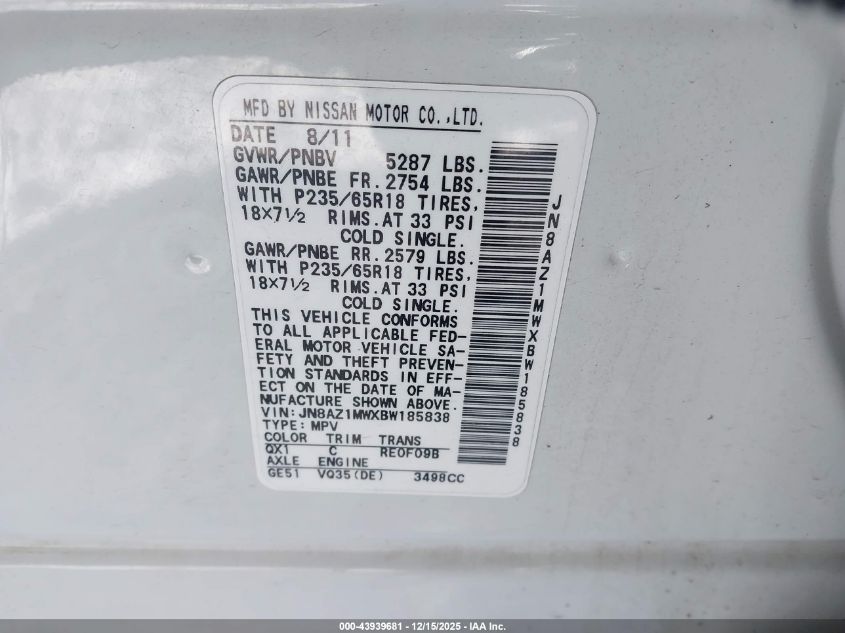 MFD BY NISSAN MOTOR CO.,LTD.
DATE 8/11
GVWR/PNBV 5287 LBS.
GAWR/PNBE FR. 2754 LBS.
WITH P235/65R18 TIRES,
18X7½ RIMS. AT 33 PSI
COLD SINGLE.
GAWR/PNBE RR. 2579 LBS.
WITH P235/65R18 TIRES,
18X7½ RIMS. AT 33 PSI
COLD SINGLE.
THIS VEHICLE CONFORMS
TO ALL APPLICABLE FED-
ERAL MOTOR VEHICLE SA-
FETY AND THEFT PREVEN-
TION STANDARDS IN EFF-
ECT ON THE DATE OF MA-
NUFACTURE SHOWN ABOVE.
VIN:JN8AZ1MWXBW185838
TYPE: MPV
COLOR TRIM TRANS
QX1 C RE0F09B
AXLE ENGINE
GE51 VQ35(DE) 3498CC
JN8AZ1MWXBW185838
000-43939681 - 12/15/2025 - IAA Inc.